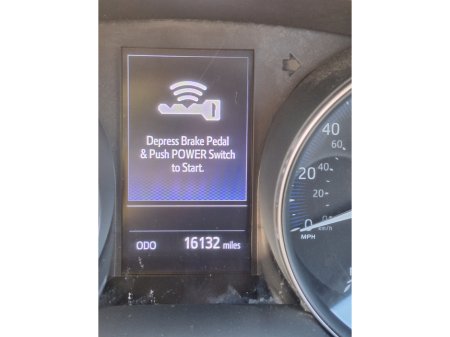 Depress Brake Pedal
& Push POWER Switch
to Start.
ODO 16132 miles
40
60
20
40
20
0
0
MPH
km/h